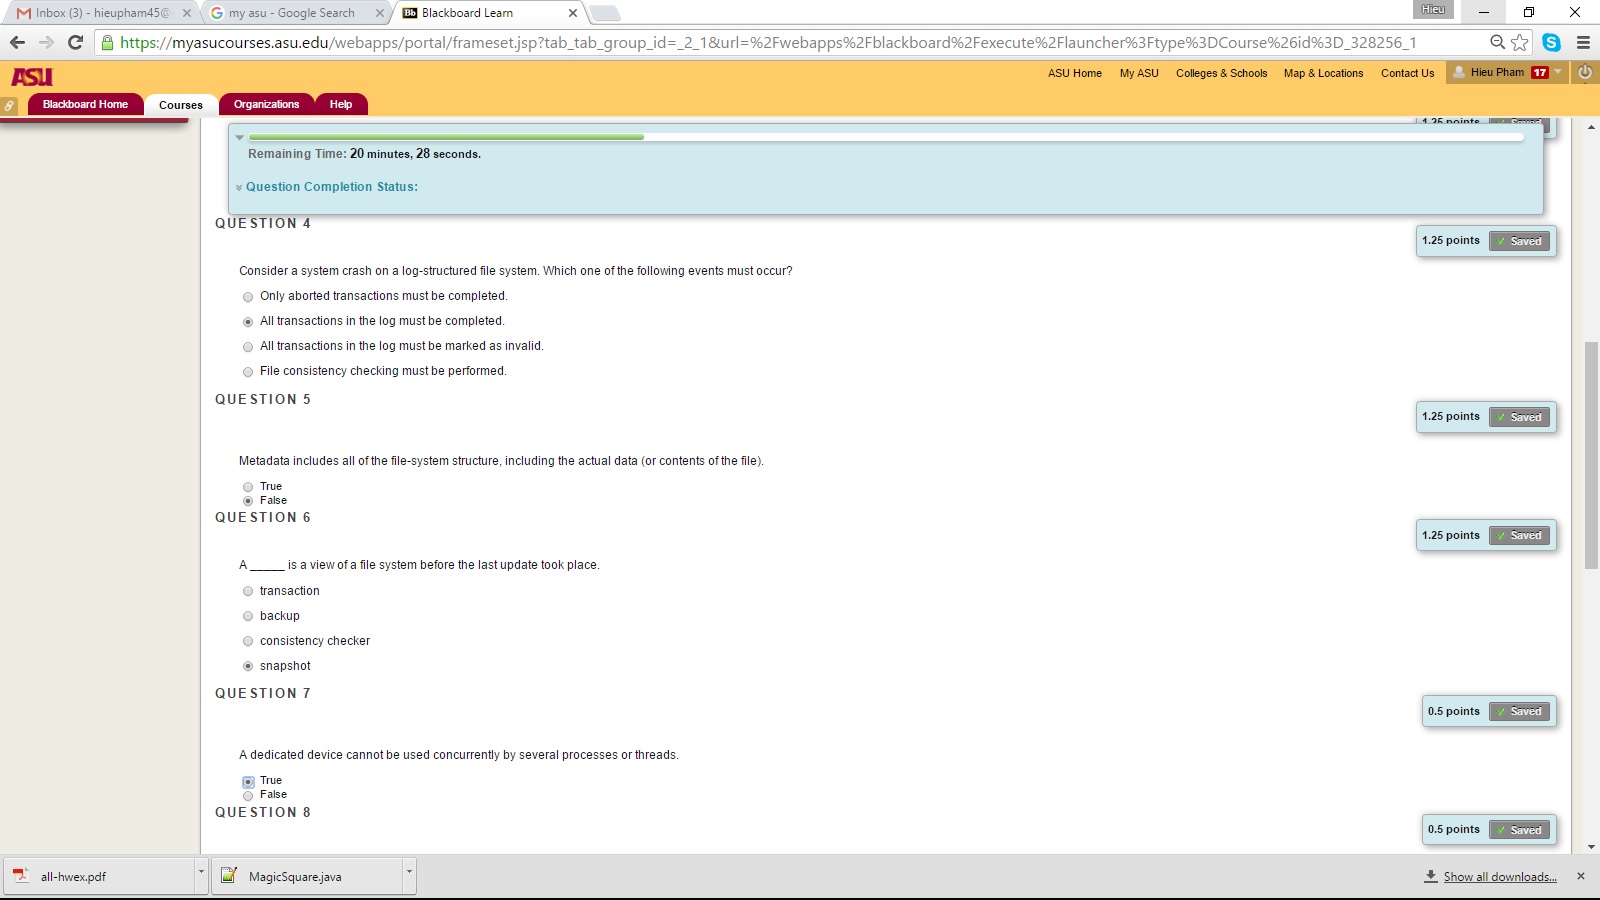 Inbox (3) - hieupham45@
my asu - Google Search
Bb Blackboard Learn
Hieu
https://myasucourses.asu.edu/webapps/portal/frameset.jsp?tab_tab_group_id=_2_1&url=%2Fwebapps%2Fblackboard%2Fexecute%2Flauncher%3Ftype%3DCourse%26id%3D_328256_1
ASU
ASU Home My ASU Colleges & Schools Map & Locations Contact Us Hieu Pham 17
Blackboard Home Courses Organizations Help
1.25 points
Remaining Time: 20 minutes, 28 seconds.
Question Completion Status:
QUESTION 4
1.25 points Saved
Consider a system crash on a log-structured file system. Which one of the following events must occur?
Only aborted transactions must be completed.
All transactions in the log must be completed.
All transactions in the log must be marked as invalid.
File consistency checking must be performed.
QUESTION 5
1.25 points Saved
Metadata includes all of the file-system structure, including the actual data (or contents of the file).
True
False
QUESTION 6
1.25 points Saved
A _____ is a view of a file system before the last update took place.
transaction
backup
consistency checker
snapshot
QUESTION 7
0.5 points Saved
A dedicated device cannot be used concurrently by several processes or threads.
True
False
QUESTION 8
0.5 points Saved
all-hwex.pdf
MagicSquare.java
Show all downloads...